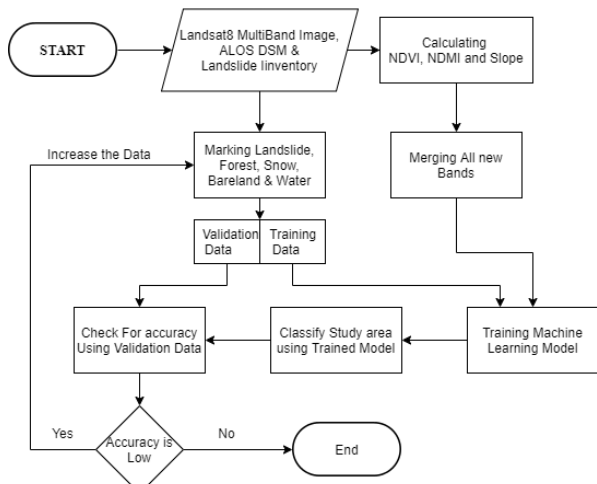 START
Landsat8 MultiBand Image,
ALOS DSM &
Landslide Iinventory
Calculating
NDVI, NDMI and Slope
Increase the Data
Marking Landslide,
Forest, Snow,
Bareland & Water
Merging All new
Bands
Validation
Data
Training
Data
Check For accuracy
Using Validation Data
Classify Study area
using Trained Model
Training Machine
Learning Model
Yes
Accuracy is
Low
No
End